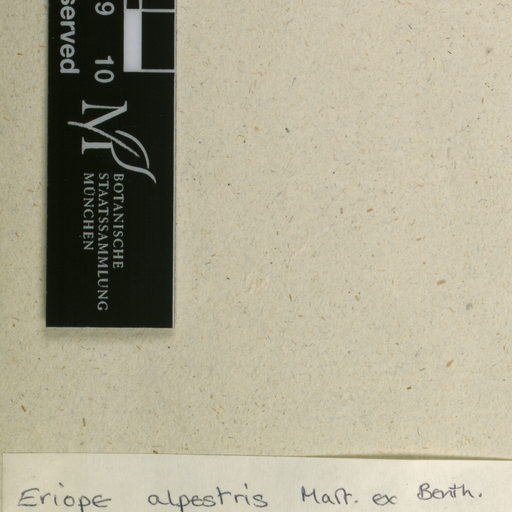 served
9 10
BOTANISCHE
STAATSSAMMLUNG
MÜNCHEN
Eriope alpestris Mart. ex Benth.